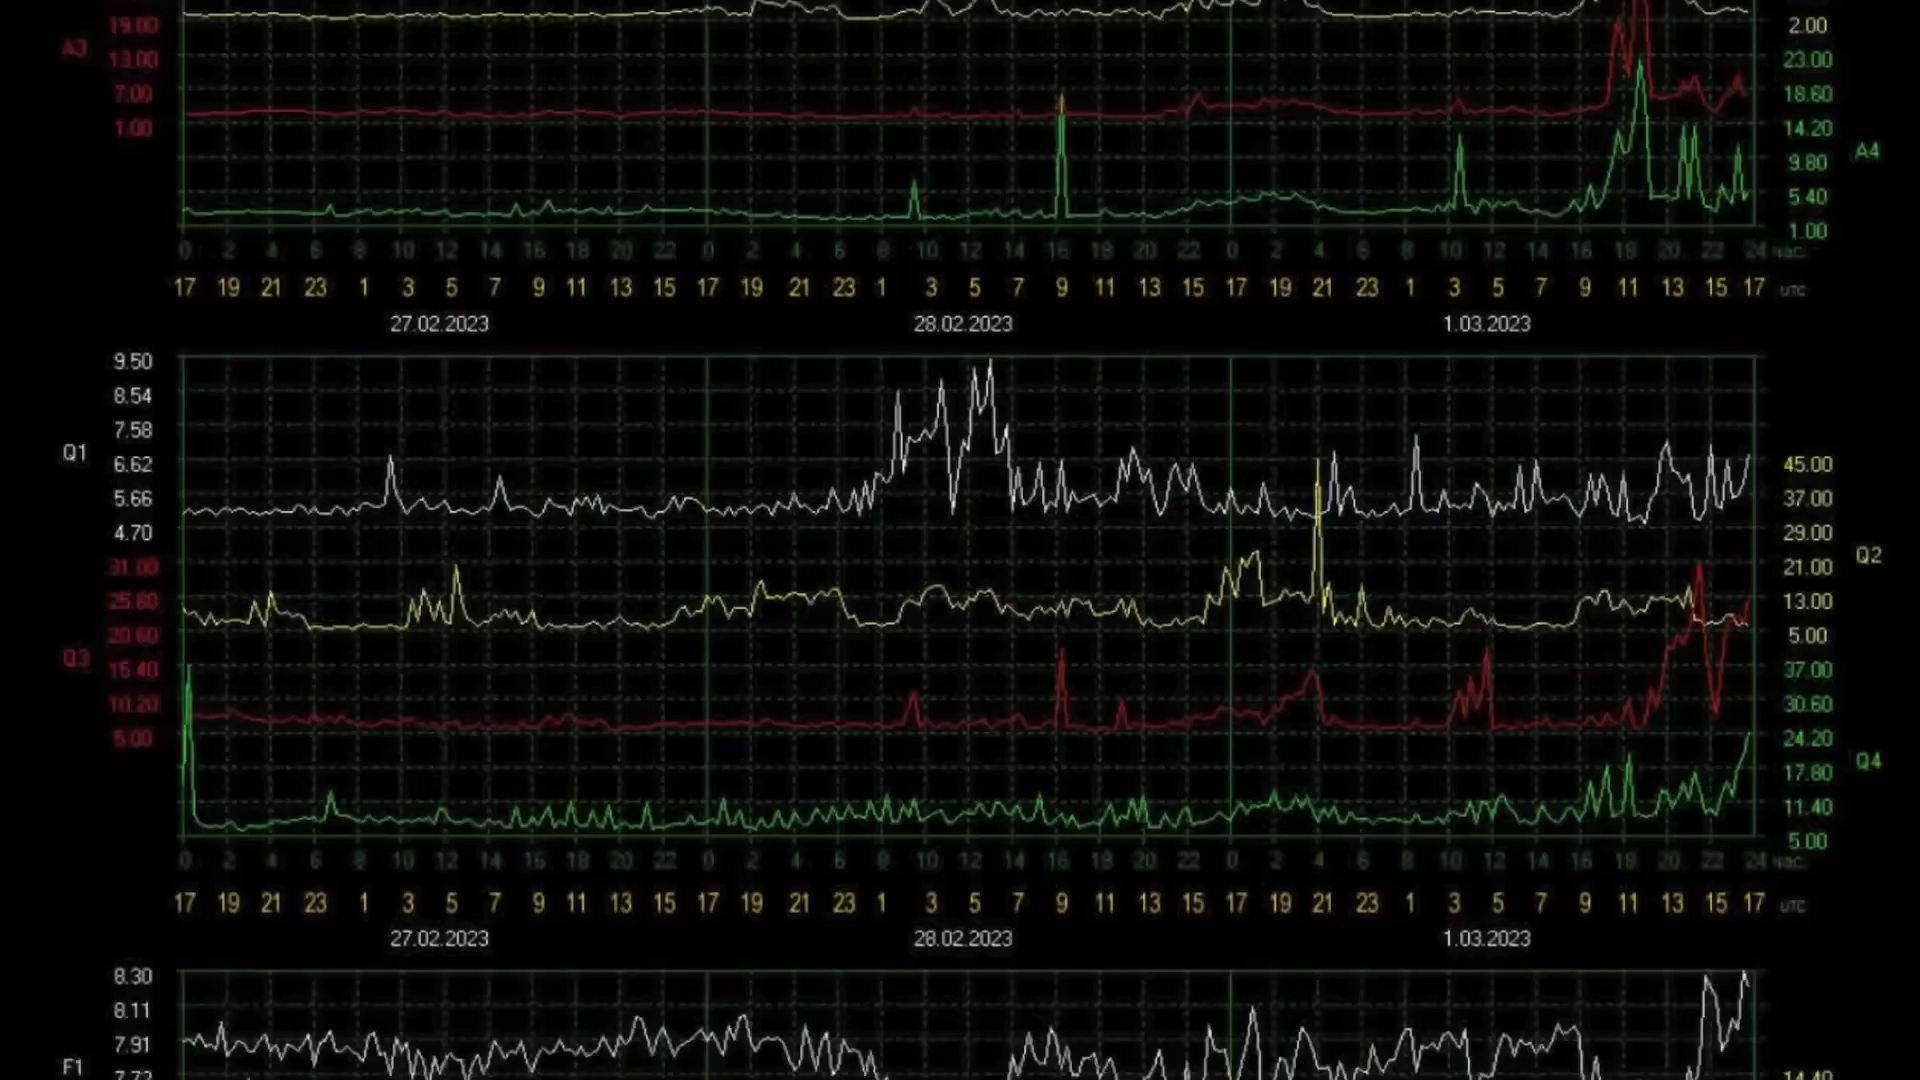 19.00 2.00
A3
13.00 23.00
7.00 18.60
1.00 14.20
A4
9.80
5.40
1.00
0 2 4 6 8 10 12 14 16 18 20 22 0 2 4 6 8 10 12 14 16 18 20 22 0 2 4 6 8 10 12 14 16 18 20 22 24
17 19 21 23 1 3 5 7 9 11 13 15 17 19 21 23 1 3 5 7 9 11 13 15 17 19 21 23 1 3 5 7 9 11 13 15 17 UTC
27.02.2023 28.02.2023 1.03.2023
9.50
8.54
7.58
Q1
6.62 45.00
5.66 37.00
4.70 29.00
Q2
31.00 21.00
25.80 13.00
20.60 5.00
Q3
15.40 37.00
10.20 30.60
5.00 24.20
Q4
17.80
11.40
5.00
0 2 4 6 8 10 12 14 16 18 20 22 0 2 4 6 8 10 12 14 16 18 20 22 0 2 4 6 8 10 12 14 16 18 20 22 24
17 19 21 23 1 3 5 7 9 11 13 15 17 19 21 23 1 3 5 7 9 11 13 15 17 19 21 23 1 3 5 7 9 11 13 15 17 UTC
27.02.2023 28.02.2023 1.03.2023
8.30
8.11
7.91
F1
7.72 14.40